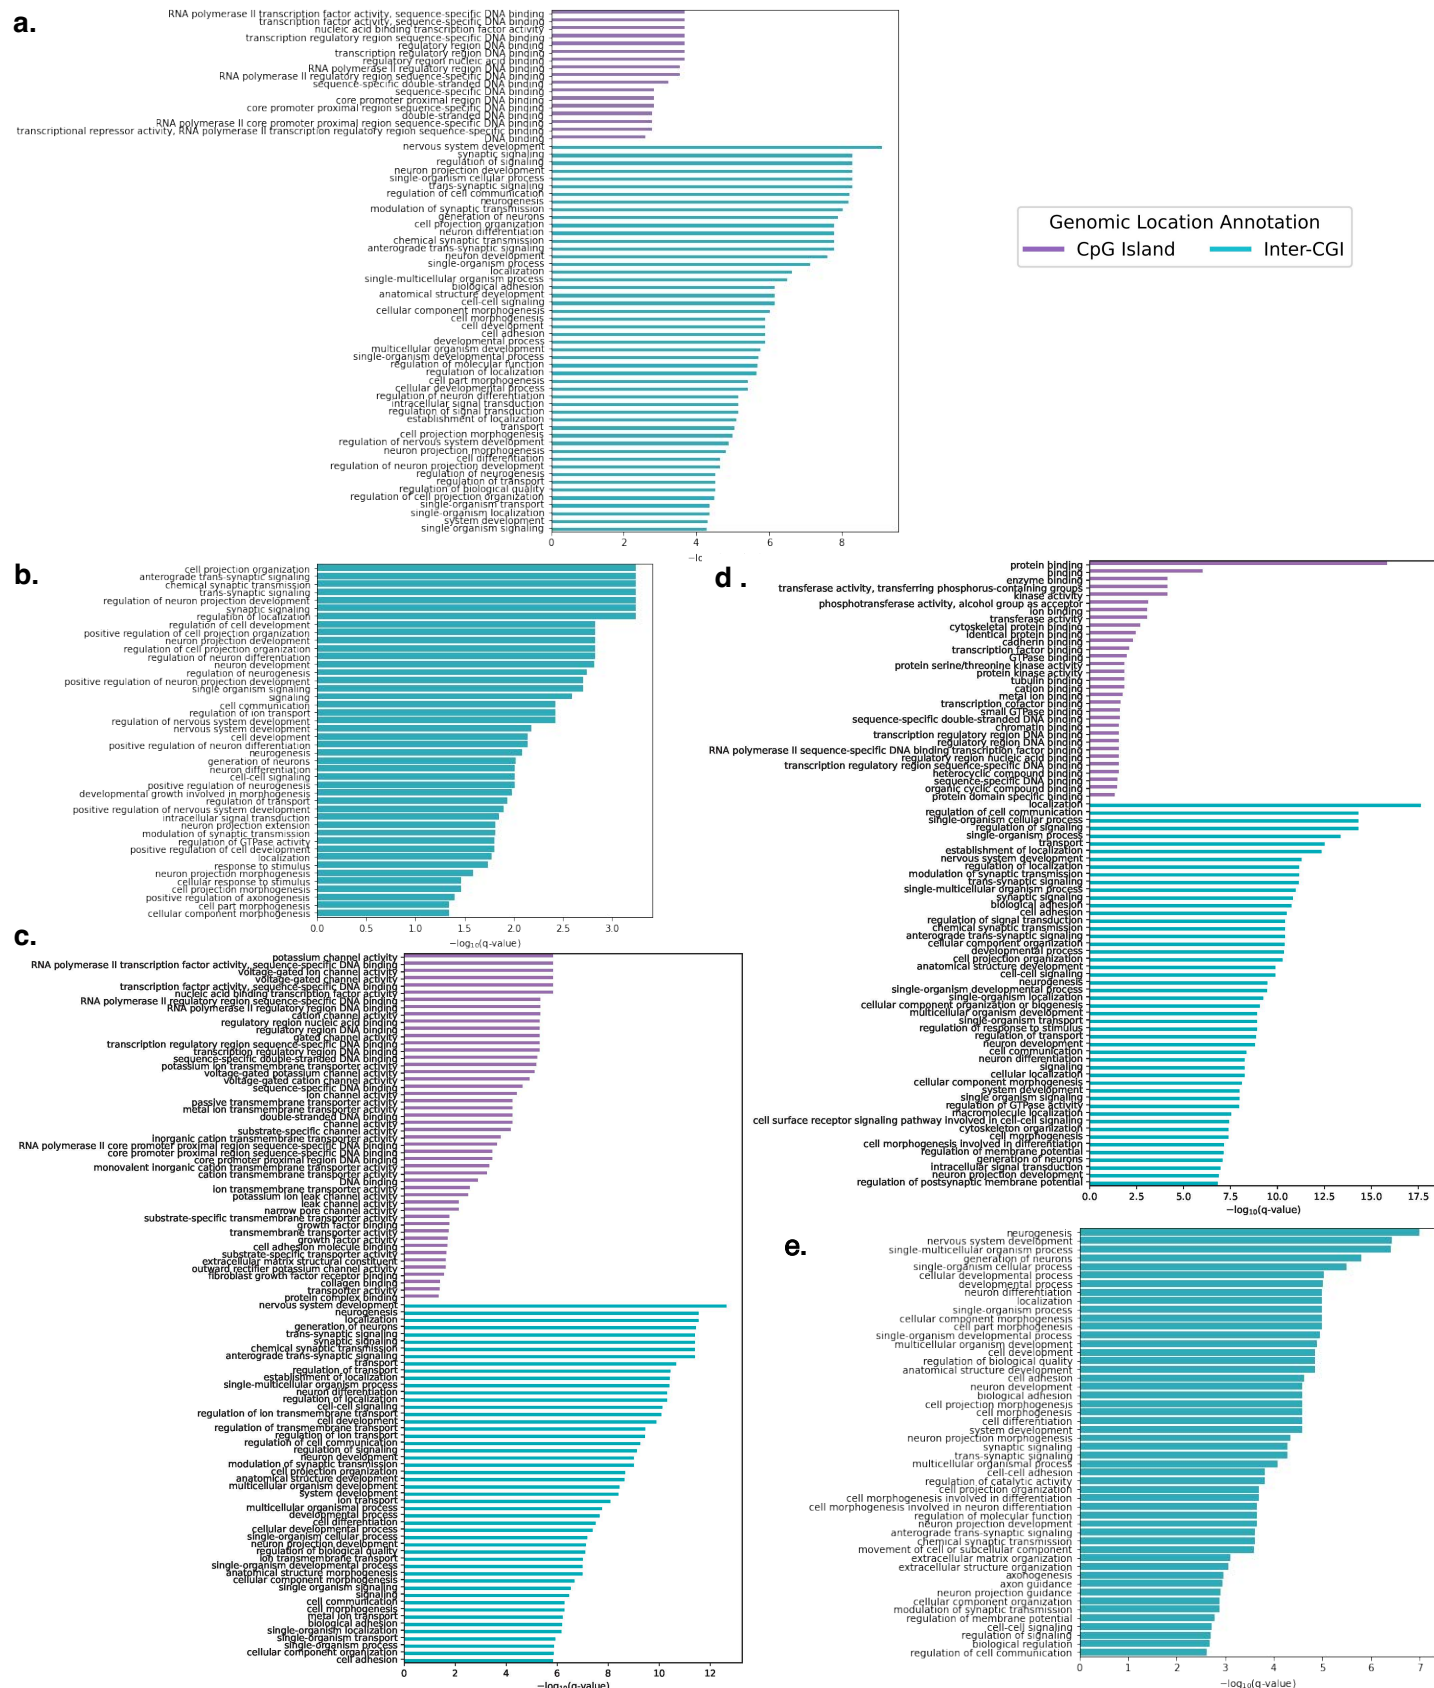 a.
RNA polymerase II transcription factor activity, sequence-specific DNA binding
transcription factor activity, sequence-specific DNA binding
nucleic acid binding transcription factor activity
transcription regulatory region sequence-specific DNA binding
regulatory region DNA binding
transcription regulatory region DNA binding
regulatory region nucleic acid binding
RNA polymerase II regulatory region DNA binding
RNA polymerase II regulatory region sequence-specific DNA binding
sequence-specific double-stranded DNA binding
sequence-specific DNA binding
core promoter proximal region DNA binding
core promoter proximal region sequence-specific DNA binding
double-stranded DNA binding
RNA polymerase II core promoter proximal region sequence-specific DNA binding
transcriptional repressor activity, RNA polymerase II transcription regulatory region sequence-specific binding
DNA binding
nervous system development
synaptic signaling
regulation of signaling
neuron projection development
single-organism cellular process
trans-synaptic signaling
regulation of cell communication
neurogenesis
modulation of synaptic transmission
generation of neurons
cell projection organization
neuron differentiation
chemical synaptic transmission
anterograde trans-synaptic signaling
neuron development
single-organism process
localization
single-multicellular organism process
biological adhesion
anatomical structure development
cell-cell signaling
cellular component morphogenesis
cell morphogenesis
cell development
cell adhesion
developmental process
multicellular organism development
single-organism developmental process
regulation of molecular function
regulation of localization
cell part morphogenesis
cellular developmental process
regulation of neuron differentiation
intracellular signal transduction
regulation of signal transduction
establishment of localization
transport
cell projection morphogenesis
regulation of nervous system development
neuron projection morphogenesis
cell differentiation
regulation of neuron projection development
regulation of neurogenesis
regulation of transport
regulation of biological quality
regulation of cell projection organization
single-organism transport
single-organism localization
system development
single organism signaling
0 2 4 6 8
−lc
Genomic Location Annotation
CpG Island Inter-CGI
b.
cell projection organization
anterograde trans-synaptic signaling
chemical synaptic transmission
trans-synaptic signaling
regulation of neuron projection development
synaptic signaling
regulation of localization
regulation of cell development
positive regulation of cell projection organization
neuron projection development
regulation of cell projection organization
regulation of neuron differentiation
neuron development
regulation of neurogenesis
positive regulation of neuron projection development
single organism signaling
signaling
cell communication
regulation of ion transport
regulation of nervous system development
nervous system development
cell development
positive regulation of neuron differentiation
neurogenesis
generation of neurons
neuron differentiation
cell-cell signaling
positive regulation of neurogenesis
developmental growth involved in morphogenesis
regulation of transport
positive regulation of nervous system development
intracellular signal transduction
neuron projection extension
modulation of synaptic transmission
regulation of GTPase activity
positive regulation of cell development
localization
response to stimulus
neuron projection morphogenesis
cellular response to stimulus
cell projection morphogenesis
positive regulation of axonogenesis
cell part morphogenesis
cellular component morphogenesis
0.0 0.5 1.0 1.5 2.0 2.5 3.0
−log₁₀(q-value)
c.
potassium channel activity
RNA polymerase II transcription factor activity, sequence-specific DNA binding
voltage-gated ion channel activity
voltage-gated channel activity
transcription factor activity, sequence-specific DNA binding
nucleic acid binding transcription factor activity
RNA polymerase II regulatory region sequence-specific DNA binding
RNA polymerase II regulatory region DNA binding
cation channel activity
regulatory region nucleic acid binding
regulatory region DNA binding
gated channel activity
transcription regulatory region sequence-specific DNA binding
transcription regulatory region DNA binding
sequence-specific double-stranded DNA binding
potassium ion transmembrane transporter activity
voltage-gated potassium channel activity
voltage-gated cation channel activity
sequence-specific DNA binding
ion channel activity
passive transmembrane transporter activity
metal ion transmembrane transporter activity
double-stranded DNA binding
channel activity
substrate-specific channel activity
inorganic cation transmembrane transporter activity
RNA polymerase II core promoter proximal region sequence-specific DNA binding
core promoter proximal region sequence-specific DNA binding
core promoter proximal region DNA binding
monovalent inorganic cation transmembrane transporter activity
cation transmembrane transporter activity
DNA binding
ion transmembrane transporter activity
potassium ion leak channel activity
leak channel activity
narrow pore channel activity
substrate-specific transmembrane transporter activity
growth factor binding
transmembrane transporter activity
growth factor activity
cell adhesion molecule binding
substrate-specific transporter activity
extracellular matrix structural constituent
outward rectifier potassium channel activity
fibroblast growth factor receptor binding
collagen binding
transporter activity
protein complex binding
nervous system development
neurogenesis
localization
generation of neurons
trans-synaptic signaling
synaptic signaling
chemical synaptic transmission
anterograde trans-synaptic signaling
transport
regulation of transport
establishment of localization
single-multicellular organism process
neuron differentiation
regulation of localization
cell-cell signaling
regulation of ion transmembrane transport
cell development
regulation of transmembrane transport
regulation of ion transport
regulation of cell communication
regulation of signaling
neuron development
modulation of synaptic transmission
cell projection organization
anatomical structure development
multicellular organism development
system development
ion transport
multicellular organismal process
developmental process
cell differentiation
cellular developmental process
single-organism cellular process
neuron projection development
regulation of biological quality
ion transmembrane transport
single-organism developmental process
anatomical structure morphogenesis
cellular component morphogenesis
single organism signaling
signaling
cell communication
cell morphogenesis
metal ion transport
biological adhesion
single-organism localization
single-organism transport
single-organism process
cellular component organization
cell adhesion
0 2 4 6 8 10 12
−log₁₀(q-value)
d .
protein binding
binding
enzyme binding
transferase activity, transferring phosphorus-containing groups
kinase activity
phosphotransferase activity, alcohol group as acceptor
ion binding
transferase activity
cytoskeletal protein binding
identical protein binding
cadherin binding
transcription factor binding
GTPase binding
protein serine/threonine kinase activity
protein kinase activity
tubulin binding
cation binding
metal ion binding
transcription cofactor binding
small GTPase binding
sequence-specific double-stranded DNA binding
chromatin binding
transcription regulatory region DNA binding
regulatory region DNA binding
RNA polymerase II sequence-specific DNA binding transcription factor binding
regulatory region nucleic acid binding
transcription regulatory region sequence-specific DNA binding
heterocyclic compound binding
sequence-specific DNA binding
organic cyclic compound binding
protein domain specific binding
localization
regulation of cell communication
single-organism cellular process
regulation of signaling
single-organism process
transport
establishment of localization
nervous system development
regulation of localization
modulation of synaptic transmission
trans-synaptic signaling
single-multicellular organism process
synaptic signaling
biological adhesion
cell adhesion
regulation of signal transduction
chemical synaptic transmission
anterograde trans-synaptic signaling
cellular component organization
developmental process
cell projection organization
anatomical structure development
cell-cell signaling
neurogenesis
single-organism developmental process
single-organism localization
cellular component organization or biogenesis
multicellular organism development
single-organism transport
regulation of response to stimulus
regulation of transport
neuron development
cell communication
neuron differentiation
signaling
cellular localization
cellular component morphogenesis
system development
single organism signaling
regulation of GTPase activity
macromolecule localization
cell surface receptor signaling pathway involved in cell-cell signaling
cytoskeleton organization
cell morphogenesis
cell morphogenesis involved in differentiation
regulation of membrane potential
generation of neurons
intracellular signal transduction
neuron projection development
regulation of postsynaptic membrane potential
0.0 2.5 5.0 7.5 10.0 12.5 15.0 17.5
−log₁₀(q-value)
e.
neurogenesis
nervous system development
single-multicellular organism process
generation of neurons
single-organism cellular process
cellular developmental process
developmental process
neuron differentiation
localization
single-organism process
cellular component morphogenesis
cell part morphogenesis
single-organism developmental process
multicellular organism development
cell development
regulation of biological quality
anatomical structure development
cell adhesion
neuron development
biological adhesion
cell projection morphogenesis
cell morphogenesis
cell differentiation
system development
neuron projection morphogenesis
synaptic signaling
trans-synaptic signaling
multicellular organismal process
cell-cell adhesion
regulation of catalytic activity
cell projection organization
cell morphogenesis involved in differentiation
cell morphogenesis involved in neuron differentiation
regulation of molecular function
neuron projection development
anterograde trans-synaptic signaling
chemical synaptic transmission
movement of cell or subcellular component
extracellular matrix organization
extracellular structure organization
axonogenesis
axon guidance
neuron projection guidance
cellular component organization
modulation of synaptic transmission
regulation of membrane potential
cell-cell signaling
regulation of signaling
biological regulation
regulation of cell communication
0 1 2 3 4 5 6 7
−log₁₀(q-value)